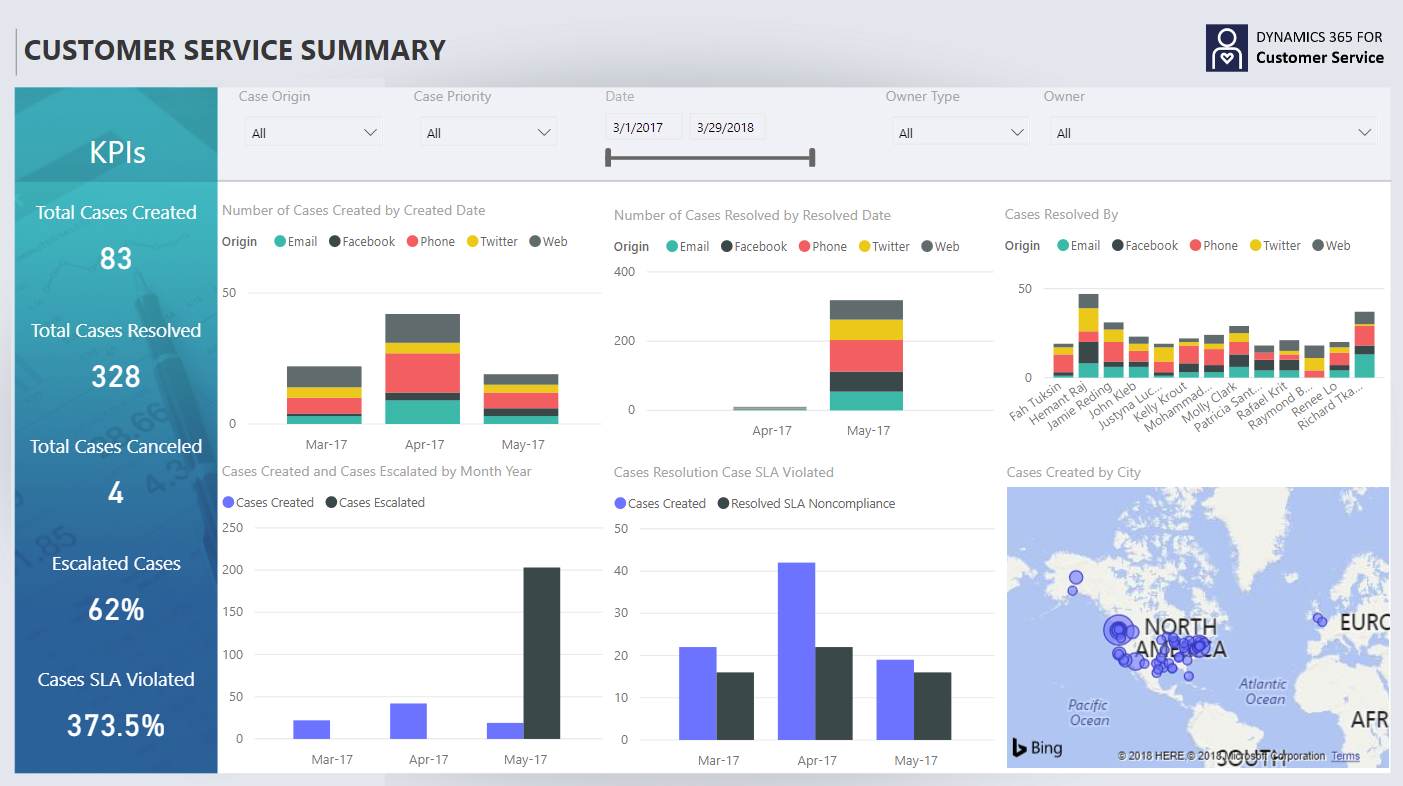 CUSTOMER SERVICE SUMMARY
DYNAMICS 365 FOR
Customer Service
KPIs
Total Cases Created
83
Total Cases Resolved
328
Total Cases Canceled
4
Escalated Cases
62%
Cases SLA Violated
373.5%
Case Origin
All
Case Priority
All
Date
3/1/2017 3/29/2018
Owner Type
All
Owner
All
Number of Cases Created by Created Date
Origin Email Facebook Phone Twitter Web
50
0
Mar-17 Apr-17 May-17
Number of Cases Resolved by Resolved Date
Origin Email Facebook Phone Twitter Web
400
200
0
Apr-17 May-17
Cases Resolved By
Origin Email Facebook Phone Twitter Web
50
0
Fah Tuksin
Hemant Raj
Jamie Reding
John Kleb
Justyna Luc...
Kelly Krout
Mohammad...
Molly Clark
Patricia Sant...
Rafael Krit
Raymond B...
Renee Lo
Richard Tka...
Cases Created and Cases Escalated by Month Year
Cases Created Cases Escalated
250
200
150
100
50
0
Mar-17 Apr-17 May-17
Cases Resolution Case SLA Violated
Cases Created Resolved SLA Noncompliance
50
40
30
20
10
0
Mar-17 Apr-17 May-17
Cases Created by City
NORTH
AMERICA
EURO
Atlantic
Ocean
Pacific
Ocean
AFR
SOUTH
Bing
© 2018 HERE © 2018 Microsoft Corporation Terms